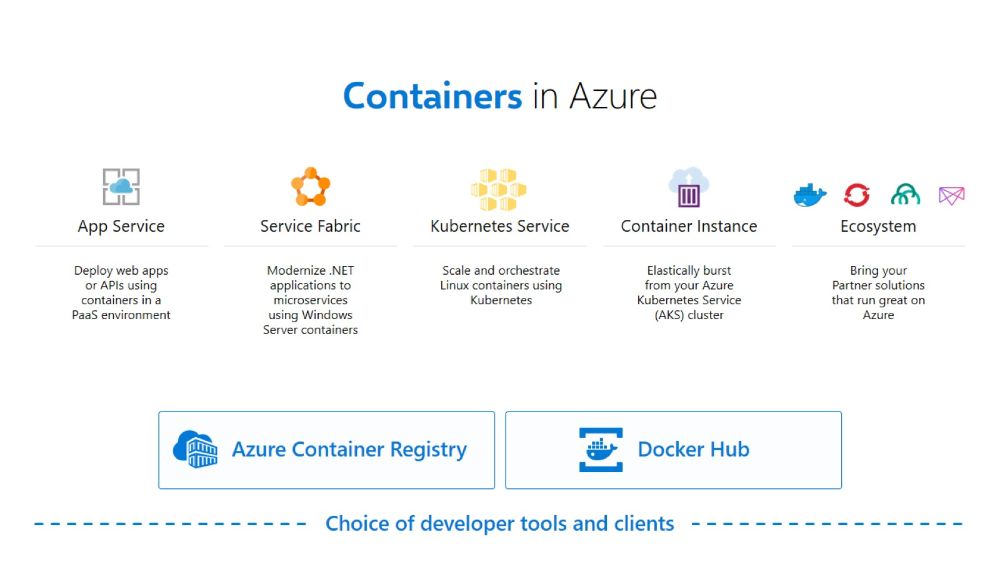 Containers in Azure
App Service
Deploy web apps
or APIs using
containers in a
PaaS environment
Service Fabric
Modernize .NET
applications to
microservices
using Windows
Server containers
Kubernetes Service
Scale and orchestrate
Linux containers using
Kubernetes
Container Instance
Elastically burst
from your Azure
Kubernetes Service
(AKS) cluster
Ecosystem
Bring your
Partner solutions
that run great on
Azure
Azure Container Registry
Docker Hub
Choice of developer tools and clients